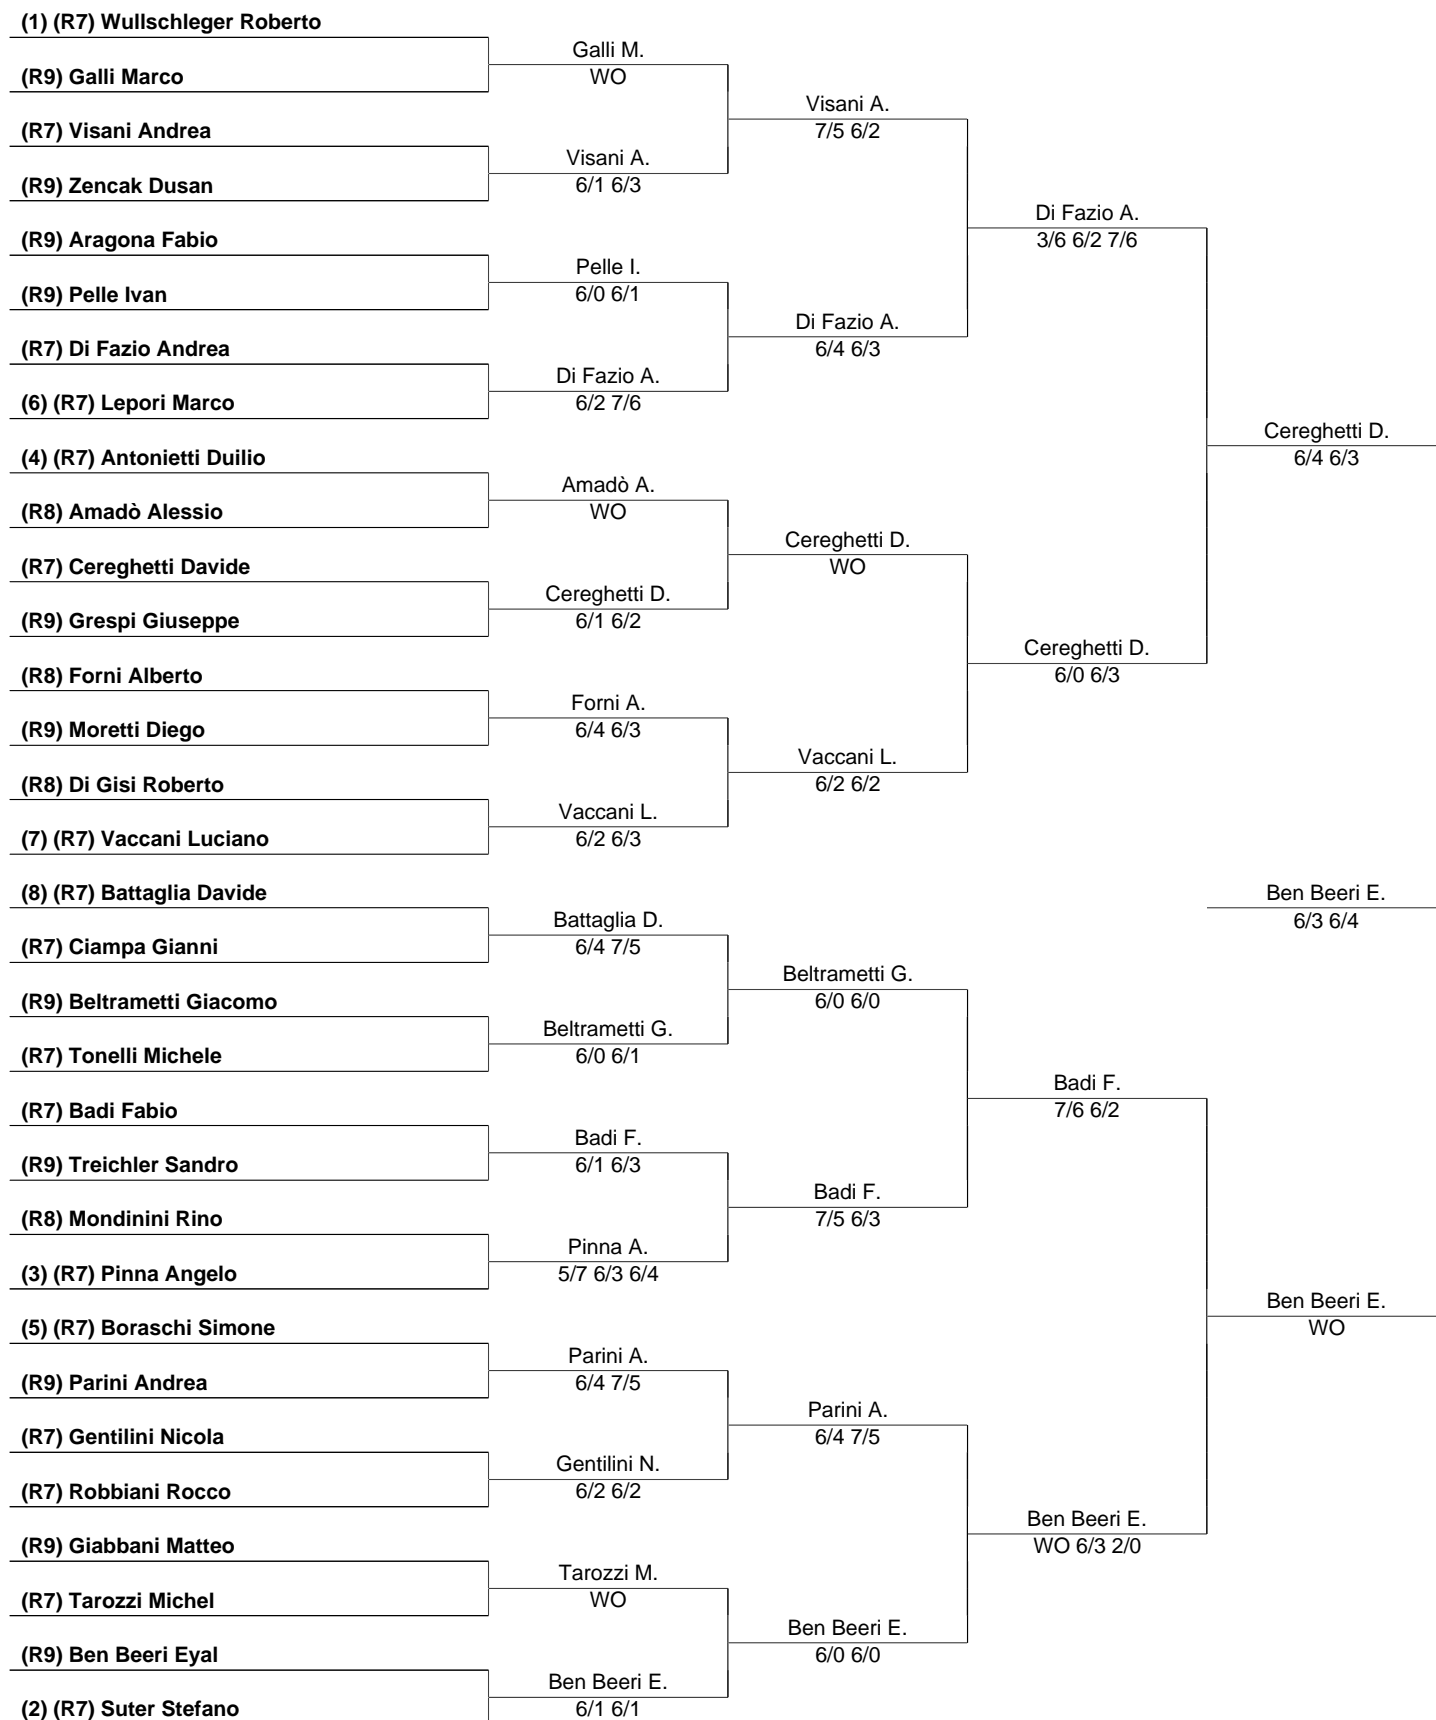 (1) (R7) Wullschleger Roberto
Galli M.
(R9) Galli Marco
WO
Visani A.
(R7) Visani Andrea
7/5 6/2
Visani A.
(R9) Zencak Dusan
6/1 6/3
Di Fazio A.
(R9) Aragona Fabio
3/6 6/2 7/6
Pelle I.
(R9) Pelle Ivan
6/0 6/1
Di Fazio A.
(R7) Di Fazio Andrea
6/4 6/3
Di Fazio A.
(6) (R7) Lepori Marco
6/2 7/6
Cereghetti D.
(4) (R7) Antonietti Duilio
6/4 6/3
Amadò A.
(R8) Amadò Alessio
WO
Cereghetti D.
(R7) Cereghetti Davide
WO
Cereghetti D.
(R9) Grespi Giuseppe
6/1 6/2
Cereghetti D.
(R8) Forni Alberto
6/0 6/3
Forni A.
(R9) Moretti Diego
6/4 6/3
Vaccani L.
(R8) Di Gisi Roberto
6/2 6/2
Vaccani L.
(7) (R7) Vaccani Luciano
6/2 6/3
(8) (R7) Battaglia Davide
Ben Beeri E.
6/3 6/4
Battaglia D.
(R7) Ciampa Gianni
6/4 7/5
Beltrametti G.
(R9) Beltrametti Giacomo
6/0 6/0
Beltrametti G.
(R7) Tonelli Michele
6/0 6/1
Badi F.
(R7) Badi Fabio
7/6 6/2
Badi F.
(R9) Treichler Sandro
6/1 6/3
Badi F.
(R8) Mondinini Rino
7/5 6/3
Pinna A.
(3) (R7) Pinna Angelo
5/7 6/3 6/4
Ben Beeri E.
(5) (R7) Boraschi Simone
WO
Parini A.
(R9) Parini Andrea
6/4 7/5
Parini A.
(R7) Gentilini Nicola
6/4 7/5
Gentilini N.
(R7) Robbiani Rocco
6/2 6/2
Ben Beeri E.
(R9) Giabbani Matteo
WO 6/3 2/0
Tarozzi M.
(R7) Tarozzi Michel
WO
Ben Beeri E.
(R9) Ben Beeri Eyal
6/0 6/0
Ben Beeri E.
(2) (R7) Suter Stefano
6/1 6/1